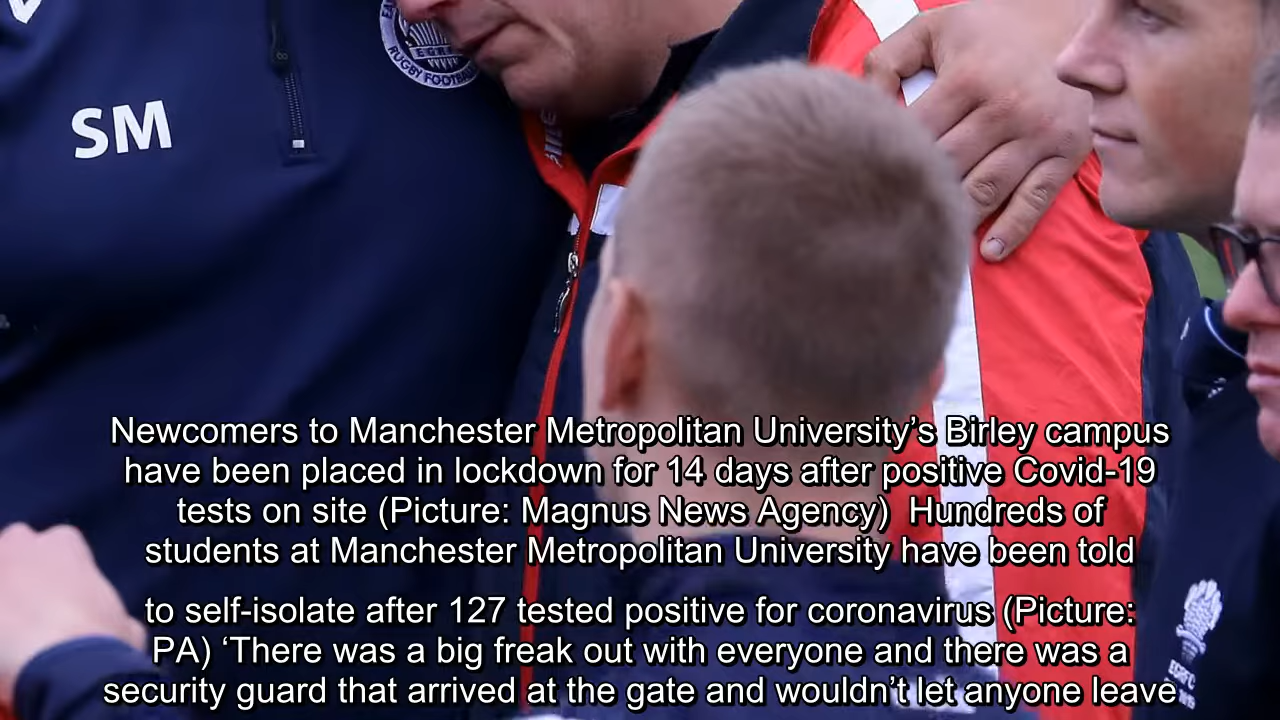 SM
RUGBY FOOTBA
EGRFC
Newcomers to Manchester Metropolitan University’s Birley campus
have been placed in lockdown for 14 days after positive Covid-19
tests on site (Picture: Magnus News Agency)  Hundreds of
students at Manchester Metropolitan University have been told
to self-isolate after 127 tested positive for coronavirus (Picture:
PA) ‘There was a big freak out with everyone and there was a
security guard that arrived at the gate and wouldn’t let anyone leave